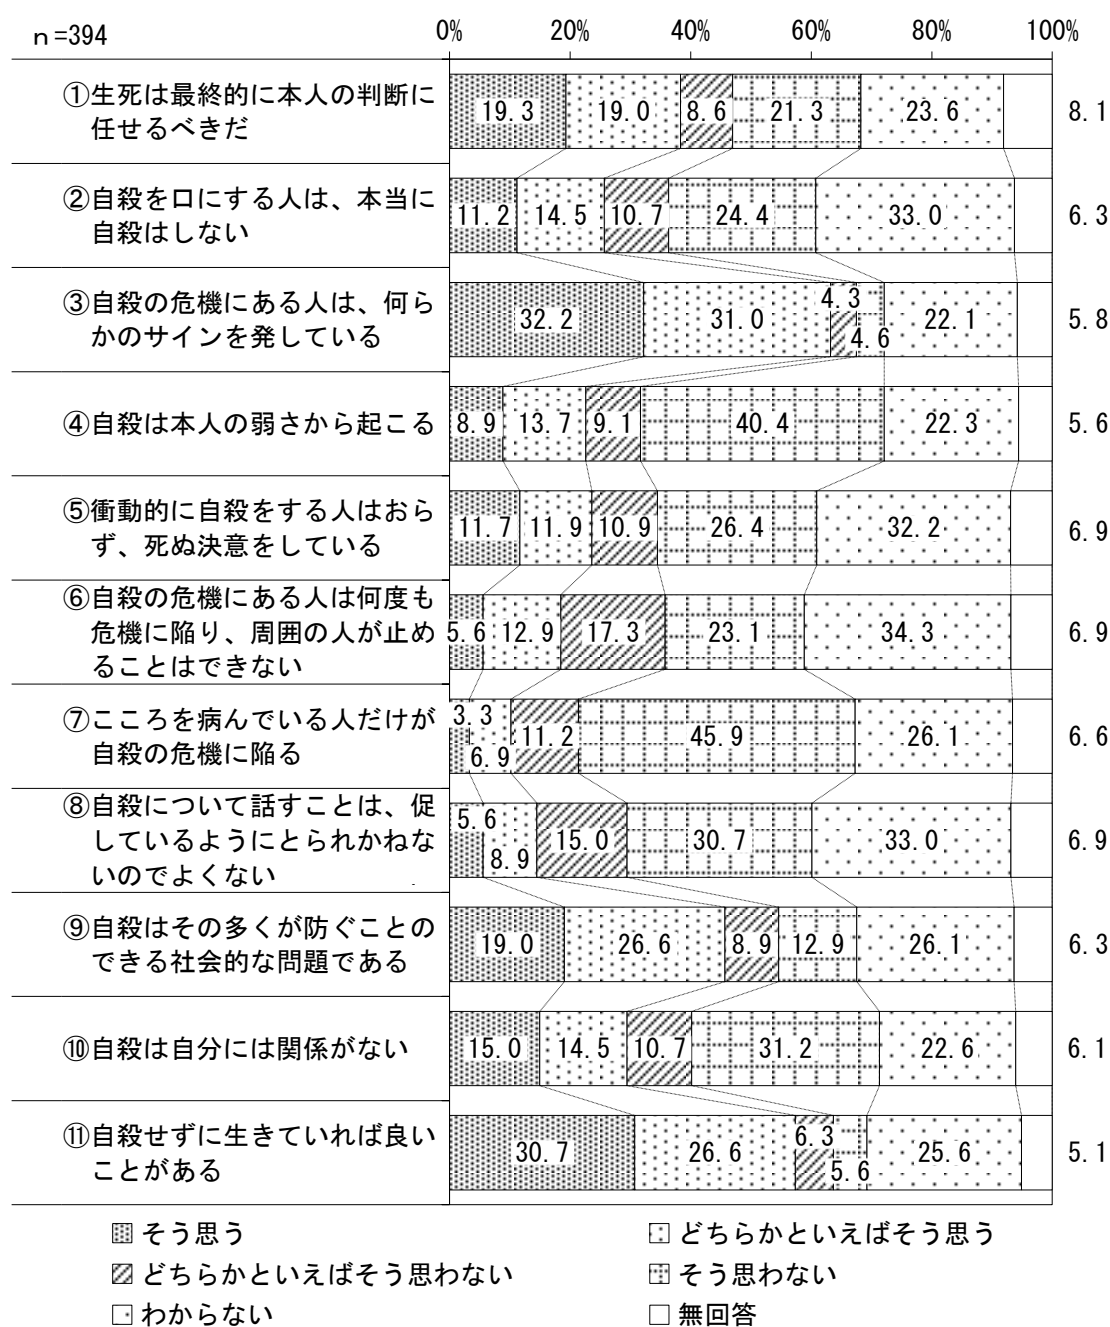 n=394
0% 20% 40% 60% 80% 100%
①生死は最終的に本人の判断に
任せるべきだ
19.3 19.0 8.6 21.3 23.6 8.1
②自殺を口にする人は、本当に
自殺はしない
11.2 14.5 10.7 24.4 33.0 6.3
③自殺の危機にある人は、何ら
かのサインを発している
32.2 31.0 4.3 4.6 22.1 5.8
④自殺は本人の弱さから起こる
8.9 13.7 9.1 40.4 22.3 5.6
⑤衝動的に自殺をする人はおら
ず、死ぬ決意をしている
11.7 11.9 10.9 26.4 32.2 6.9
⑥自殺の危機にある人は何度も
危機に陥り、周囲の人が止め
ることはできない
5.6 12.9 17.3 23.1 34.3 6.9
⑦こころを病んでいる人だけが
自殺の危機に陥る
3.3 6.9 11.2 45.9 26.1 6.6
⑧自殺について話すことは、促
しているようにとられかねな
いのでよくない
5.6 8.9 15.0 30.7 33.0 6.9
⑨自殺はその多くが防ぐことの
できる社会的な問題である
19.0 26.6 8.9 12.9 26.1 6.3
⑩自殺は自分には関係がない
15.0 14.5 10.7 31.2 22.6 6.1
⑪自殺せずに生きていれば良い
ことがある
30.7 26.6 6.3 5.6 25.6 5.1
そう思う どちらかといえばそう思う
どちらかといえばそう思わない そう思わない
わからない 無回答